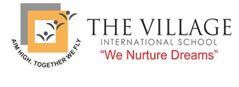 THE VILLAGE
INTERNATIONAL SCHOOL
"We Nurture Dreams"
AIM HIGH, TOGETHER WE FLY